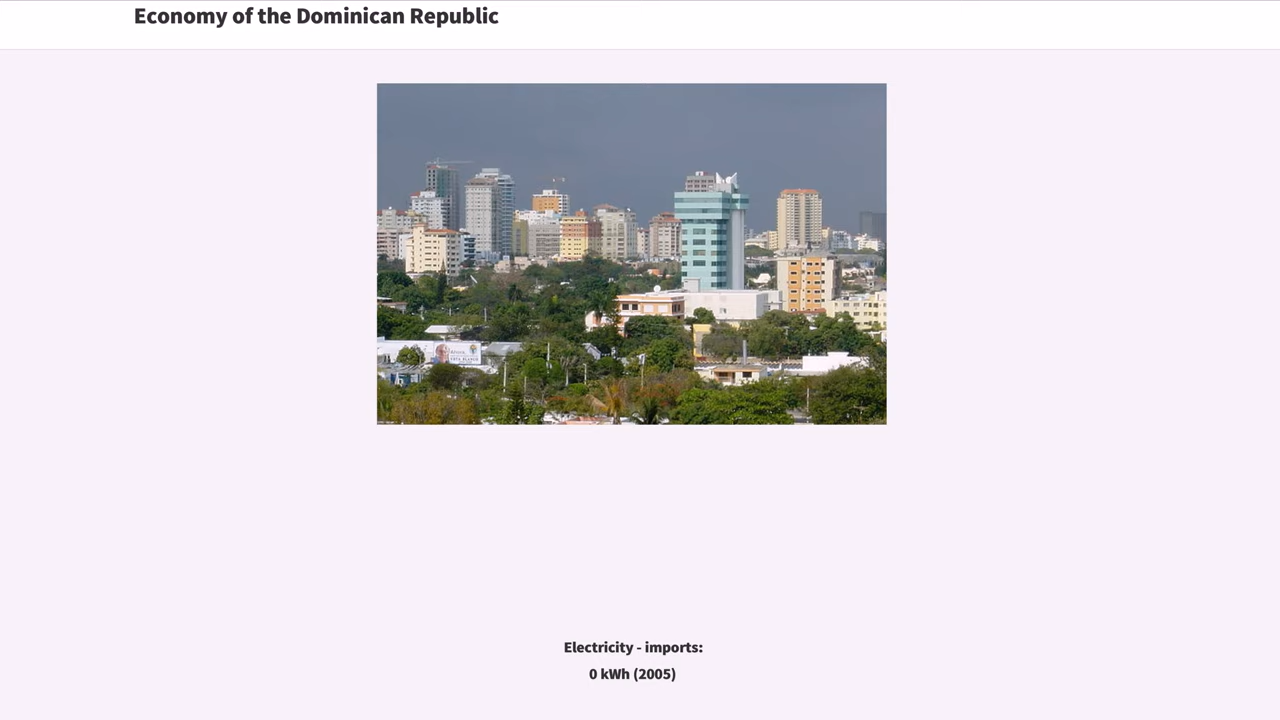 Economy of the Dominican Republic
Electricity - imports:
0 kWh (2005)